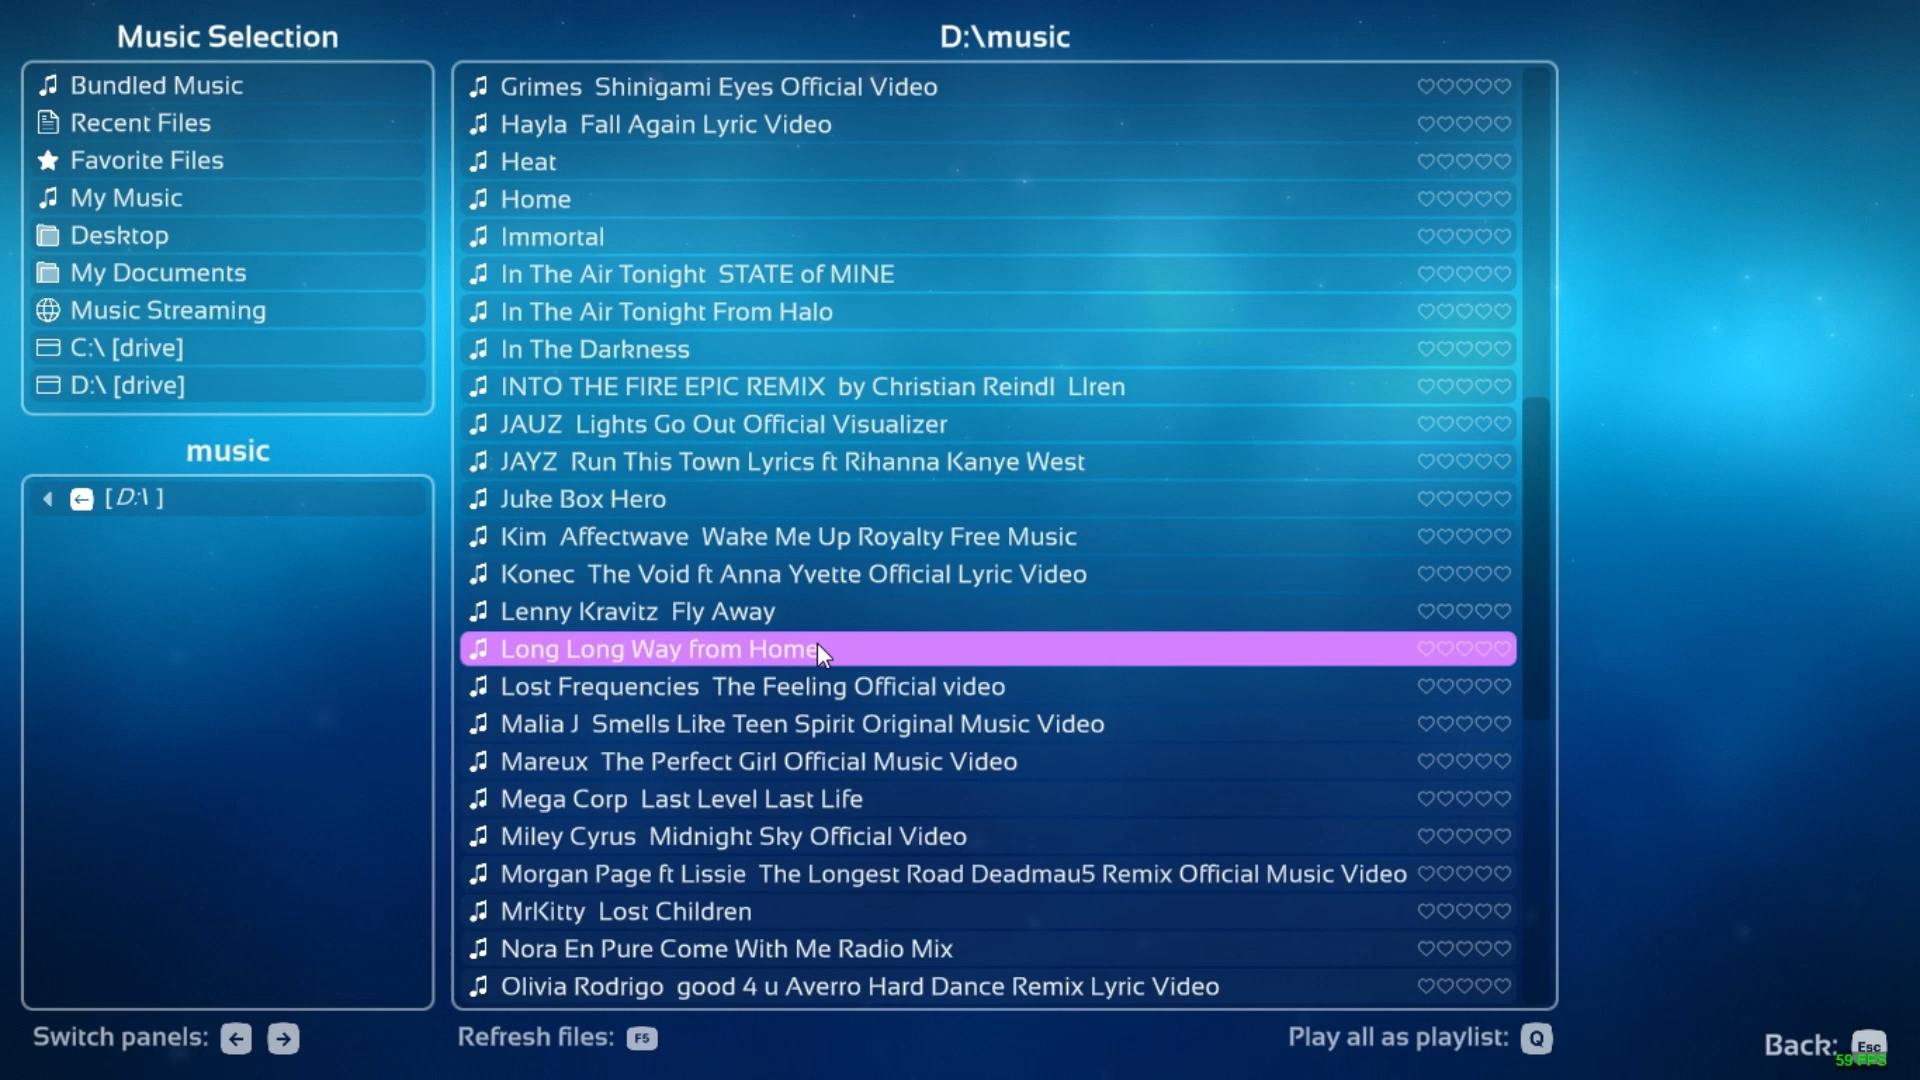 Music Selection
Bundled Music
Recent Files
Favorite Files
My Music
Desktop
My Documents
Music Streaming
C:\ [drive]
D:\ [drive]
music
[ D:\ ]
D:\music
Grimes  Shinigami Eyes Official Video
Hayla  Fall Again Lyric Video
Heat
Home
Immortal
In The Air Tonight  STATE of MINE
In The Air Tonight From Halo
In The Darkness
INTO THE FIRE EPIC REMIX  by Christian Reindl  LIren
JAUZ  Lights Go Out Official Visualizer
JAYZ  Run This Town Lyrics ft Rihanna Kanye West
Juke Box Hero
Kim  Affectwave  Wake Me Up Royalty Free Music
Konec  The Void ft Anna Yvette Official Lyric Video
Lenny Kravitz  Fly Away
Long Long Way from Home
Lost Frequencies  The Feeling Official video
Malia J  Smells Like Teen Spirit Original Music Video
Mareux  The Perfect Girl Official Music Video
Mega Corp  Last Level Last Life
Miley Cyrus  Midnight Sky Official Video
Morgan Page ft Lissie  The Longest Road Deadmau5 Remix Official Music Video
MrKitty  Lost Children
Nora En Pure Come With Me Radio Mix
Olivia Rodrigo  good 4 u Averro Hard Dance Remix Lyric Video
Switch panels: ← →
Refresh files: F5
Play all as playlist: Q
Back: Esc
59 FPS